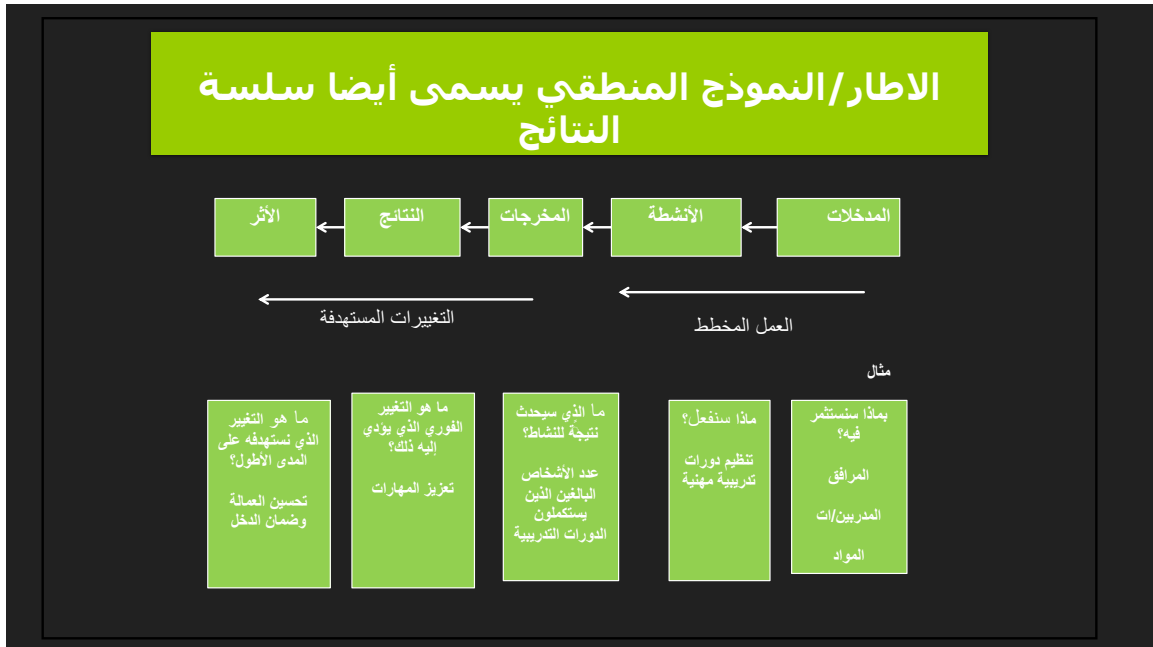 الاطار/النموذج المنطقي يسمى أيضا سلسة
النتائج
المدخلات
الأنشطة
المخرجات
النتائج
الأثر
العمل المخطط
التغييرات المستهدفة
مثال
بماذا سنستثمر
فيه؟
المرافق
المدربين/ات
المواد
ماذا سنفعل؟
تنظيم دورات
تدريبية مهنية
ما الذي سيحدث
نتيجة للنشاط؟
عدد الأشخاص
البالغين الذين
يستكملون
الدورات التدريبية
ما هو التغيير
الفوري الذي يؤدي
إليه ذلك؟
تعزيز المهارات
ما هو التغيير
الذي نستهدفه على
المدى الأطول؟
تحسين العمالة
وضمان الدخل